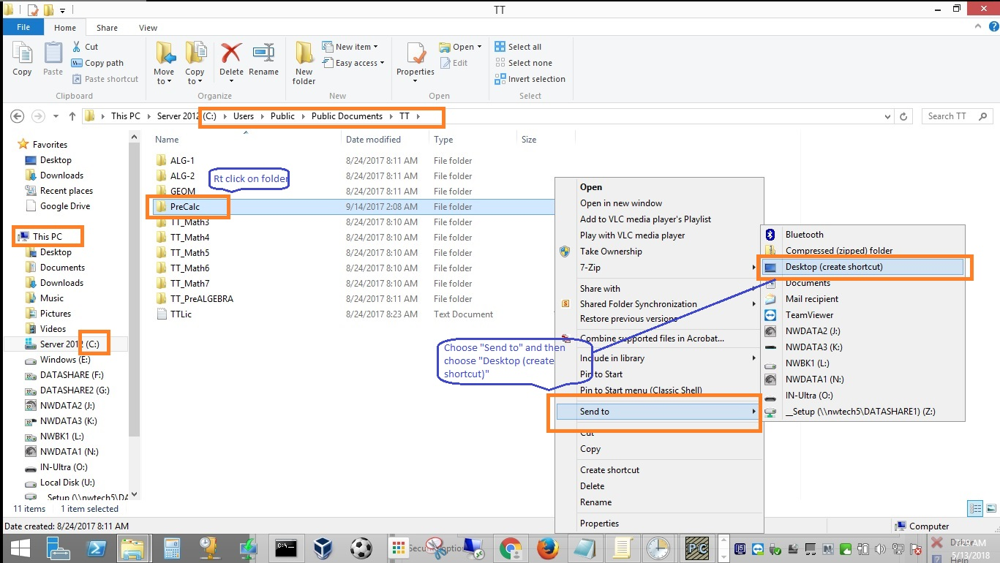 TT
File
Home
Share
View
Copy
Paste
Cut
Copy path
Paste shortcut
Clipboard
Move to
Copy to
Delete
Rename
Organize
New folder
New item
Easy access
New
Properties
Open
Edit
Open
Select all
Select none
Invert selection
Select
This PC
Server 2012 (C:)
Users
Public
Public Documents
TT
Search TT
Favorites
Desktop
Downloads
Recent places
Google Drive
This PC
Desktop
Documents
Downloads
Music
Pictures
Videos
Server 2012 (C:)
Windows (E:)
DATASHARE (F:)
DATASHARE2 (G:)
NWDATA2 (J:)
NWDATA3 (K:)
NWBK1 (L:)
NWDATA1 (N:)
IN-Ultra (O:)
Local Disk (U:)
Setup (\\nwtech5\DATA
Name Date modified Type Size
ALG-1 8/24/2017 8:11 AM File folder
ALG-2 8/24/2017 8:11 AM File folder
GEOM 8/24/2017 8:11 AM File folder
PreCalc 9/14/2017 2:08 AM File folder
TT_Math3 8/24/2017 8:10 AM File folder
TT_Math4 8/24/2017 8:10 AM File folder
TT_Math5 8/24/2017 8:10 AM File folder
TT_Math6 8/24/2017 8:10 AM File folder
TT_Math7 8/24/2017 8:10 AM File folder
TT_PreALGEBRA 8/24/2017 8:11 AM File folder
TTLic 8/24/2017 8:23 AM Text Document
Rt click on folder
Choose "Send to" and then
choose "Desktop (create
shortcut)"
Open
Open in new window
Add to VLC media player's Playlist
Play with VLC media player
Take Ownership
7-Zip
Share with
Shared Folder Synchronization
Restore previous versions
Combine supported files in Acrobat...
Include in library
Pin to Start
Pin to Start menu (Classic Shell)
Send to
Cut
Copy
Create shortcut
Delete
Rename
Properties
Bluetooth
Compressed (zipped) folder
Desktop (create shortcut)
Documents
Mail recipient
TeamViewer
NWDATA2 (J:)
NWDATA3 (K:)
NWBK1 (L:)
NWDATA1 (N:)
IN-Ultra (O:)
__Setup (\\nwtech5\DATASHARE1) (Z:)
11 items 1 item selected
Date created: 8/24/2017 8:11 AM
Computer
C:\
PC
AM
5/13/2018